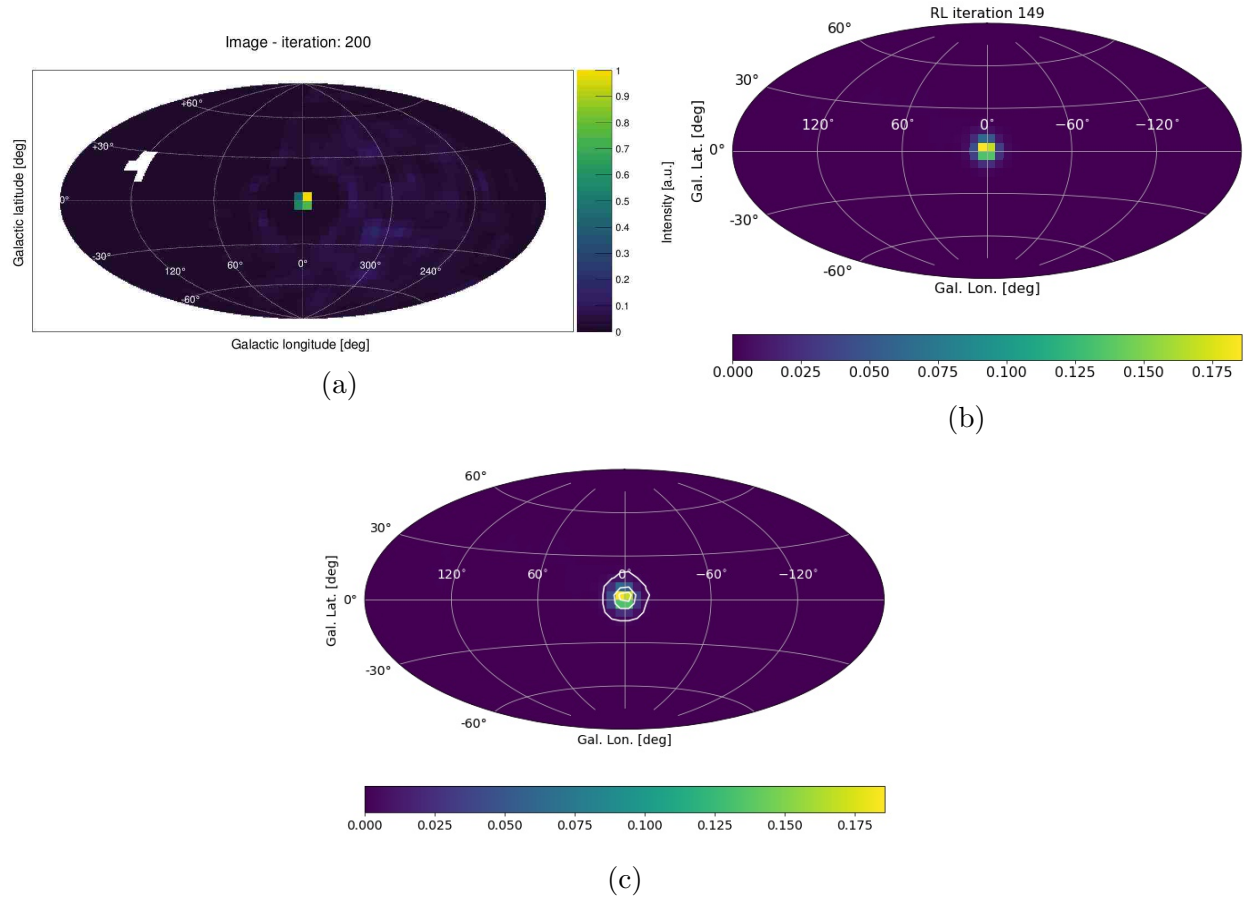 Image - iteration: 200
Galactic latitude [deg]
+60°
+30°
0°
-30°
-60°
120°
60°
0°
300°
240°
Galactic longitude [deg]
1
0.9
0.8
0.7
0.6
0.5
0.4
0.3
0.2
0.1
0
Intensity [a.u.]
(a)
RL iteration 149
Gal. Lat. [deg]
60°
30°
0°
-30°
-60°
120° 60° 0° −60° −120°
Gal. Lon. [deg]
0.000 0.025 0.050 0.075 0.100 0.125 0.150 0.175
(b)
Gal. Lat. [deg]
60°
30°
0°
-30°
-60°
120° 60° 0° −60° −120°
Gal. Lon. [deg]
0.000 0.025 0.050 0.075 0.100 0.125 0.150 0.175
(c)